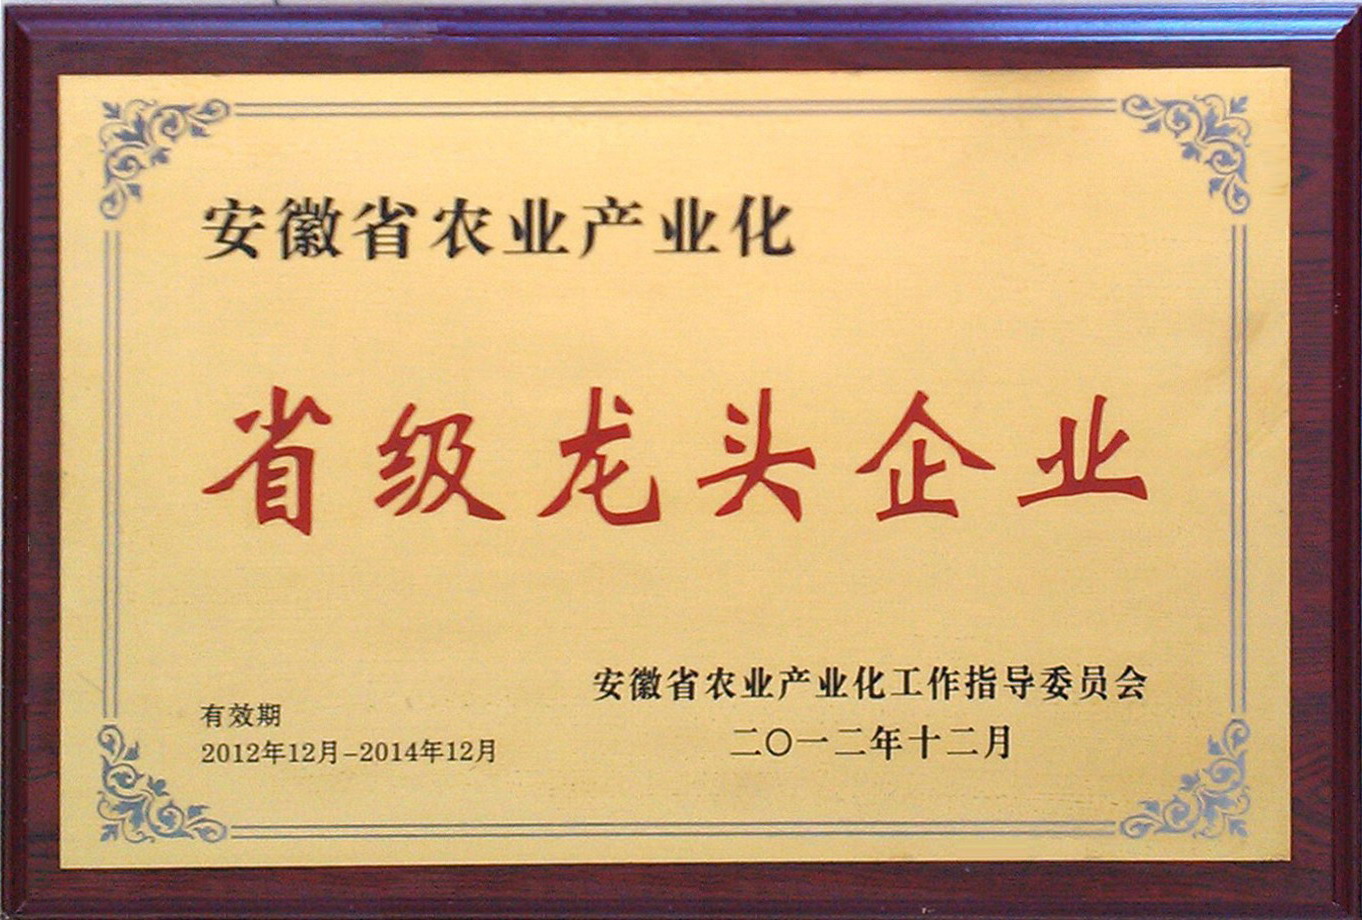 安徽省农业产业化
省级龙头企业
安徽省农业产业化工作指导委员会
二〇一二年十二月
有效期
2012年12月-2014年12月